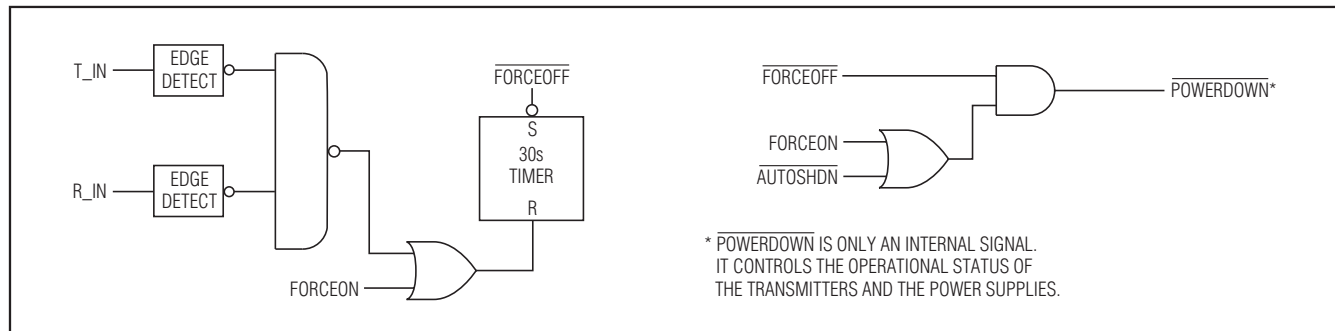 T_IN
EDGE
DETECT
R_IN
EDGE
DETECT
FORCEOFF
S
30s
TIMER
R
FORCEON
FORCEOFF
POWERDOWN*
FORCEON
AUTOSHDN
* POWERDOWN IS ONLY AN INTERNAL SIGNAL.
IT CONTROLS THE OPERATIONAL STATUS OF
THE TRANSMITTERS AND THE POWER SUPPLIES.